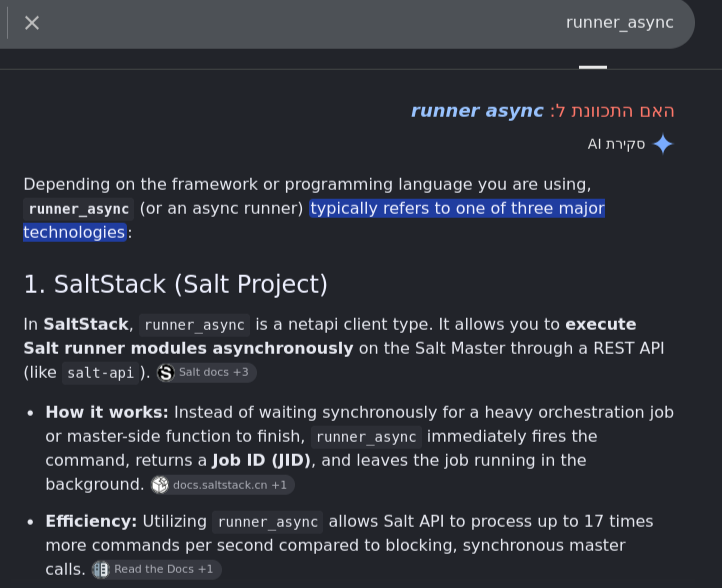 runner_async
האם התכוונת ל: runner async
סקירת AI
Depending on the framework or programming language you are using,
runner_async (or an async runner) typically refers to one of three major
technologies:
1. SaltStack (Salt Project)
In SaltStack, runner_async is a netapi client type. It allows you to execute
Salt runner modules asynchronously on the Salt Master through a REST API
(like salt-api). Salt docs +3
• How it works: Instead of waiting synchronously for a heavy orchestration job
or master-side function to finish, runner_async immediately fires the
command, returns a Job ID (JID), and leaves the job running in the
background. docs.saltstack.cn +1
• Efficiency: Utilizing runner_async allows Salt API to process up to 17 times
more commands per second compared to blocking, synchronous master
calls. Read the Docs +1